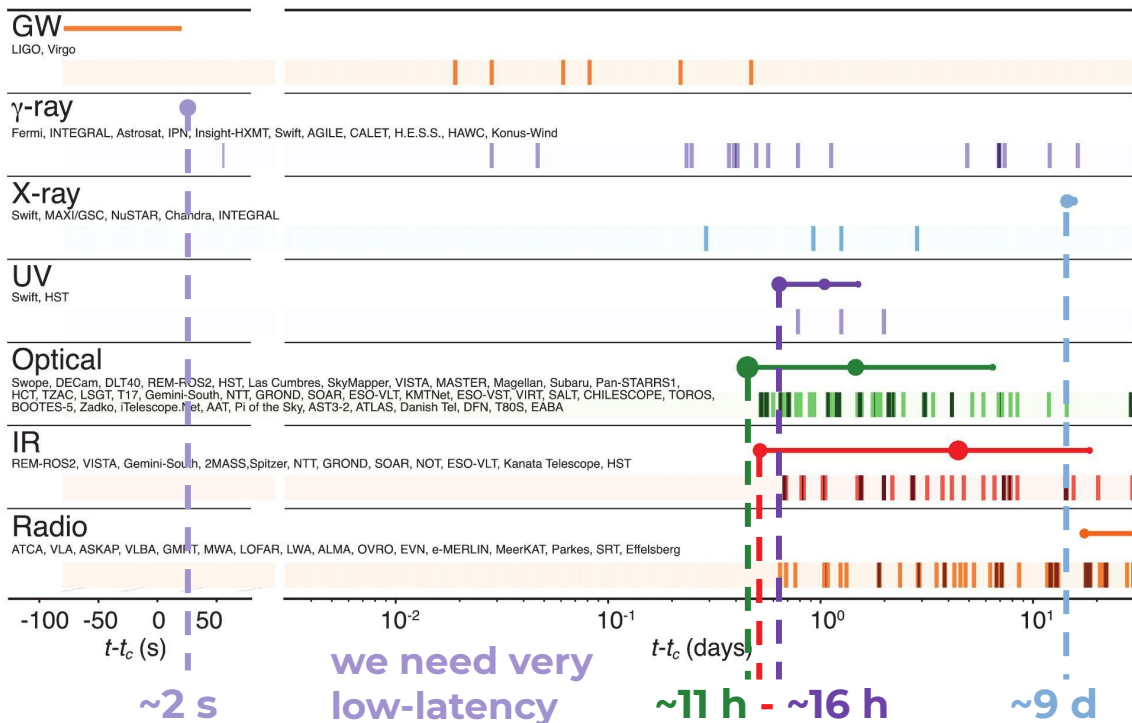 GW
LIGO, Virgo
γ-ray
Fermi, INTEGRAL, Astrosat, IPN, Insight-HXMT, Swift, AGILE, CALET, H.E.S.S., HAWC, Konus-Wind
X-ray
Swift, MAXI/GSC, NuSTAR, Chandra, INTEGRAL
UV
Swift, HST
Optical
Swope, DECam, DLT40, REM-ROS2, HST, Las Cumbres, SkyMapper, VISTA, MASTER, Magellan, Subaru, Pan-STARRS1,
HCT, TZAC, LSGT, T17, Gemini-South, NTT, GROND, SOAR, ESO-VLT, KMTNet, ESO-VST, VIRT, SALT, CHILESCOPE, TOROS,
BOOTES-5, Zadko, iTelescope.Net, AAT, Pi of the Sky, AST3-2, ATLAS, Danish Tel, DFN, T80S, EABA
IR
REM-ROS2, VISTA, Gemini-South, 2MASS,Spitzer, NTT, GROND, SOAR, NOT, ESO-VLT, Kanata Telescope, HST
Radio
ATCA, VLA, ASKAP, VLBA, GMRT, MWA, LOFAR, LWA, ALMA, OVRO, EVN, e-MERLIN, MeerKAT, Parkes, SRT, Effelsberg
-100 -50 0 50 10⁻² 10⁻¹ 10⁰ 10¹
t-t_c (s) t-t_c (days)
we need very
low-latency
~2 s ~11 h - ~16 h ~9 d